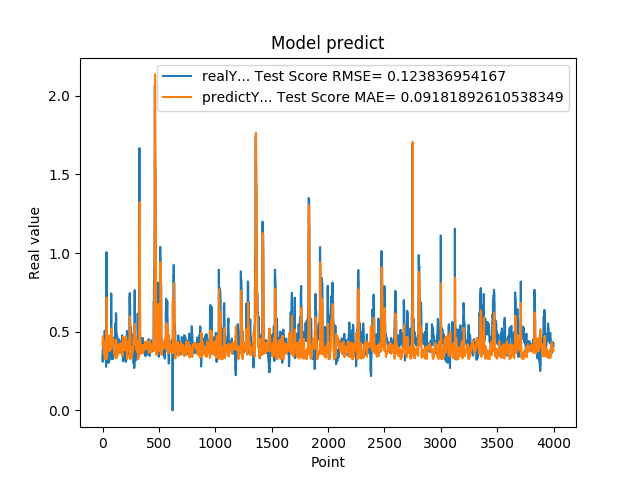 Model predict
realY... Test Score RMSE= 0.123836954167
predictY... Test Score MAE= 0.09181892610538349
2.0
1.5
1.0
0.5
0.0
Real value
0 500 1000 1500 2000 2500 3000 3500 4000
Point